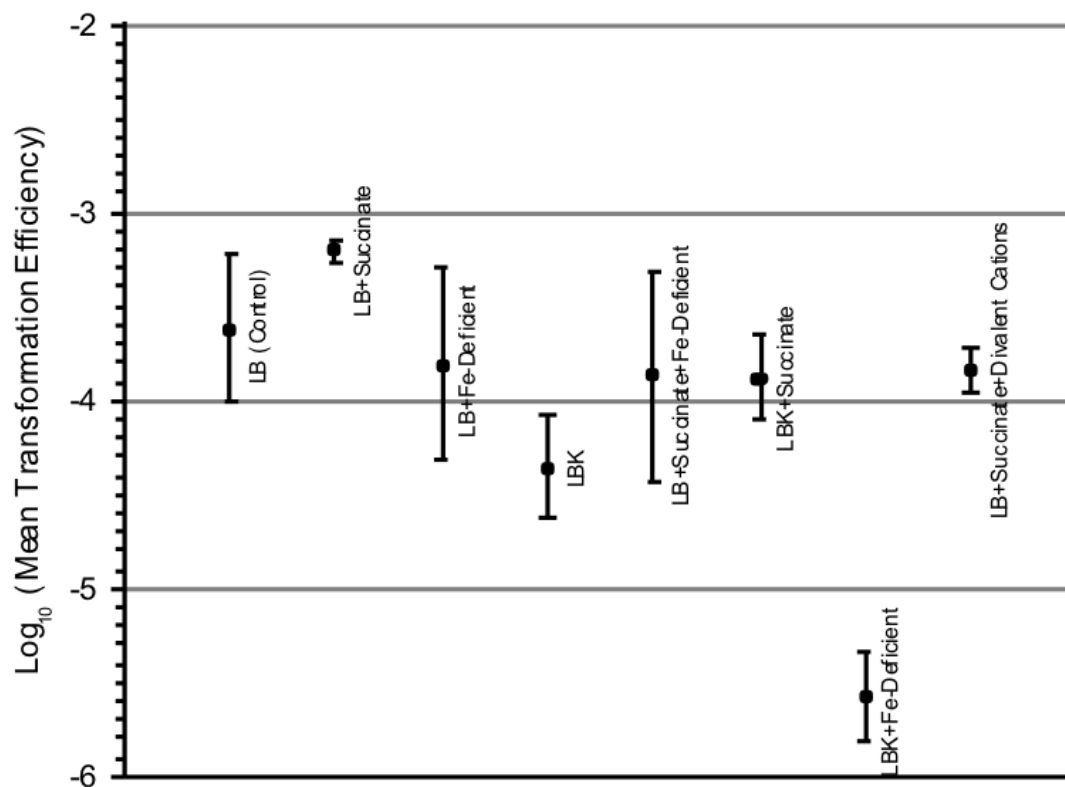 Log10 (Mean Transformation Efficiency)
-2
-3
-4
-5
-6
LB (Control)
LB+Succinate
LB+Fe-Deficient
LBK
LB+Succinate+Fe-Deficient
LBK+Succinate
LBK+Fe-Deficient
LB+Succinate+Divalent Cations